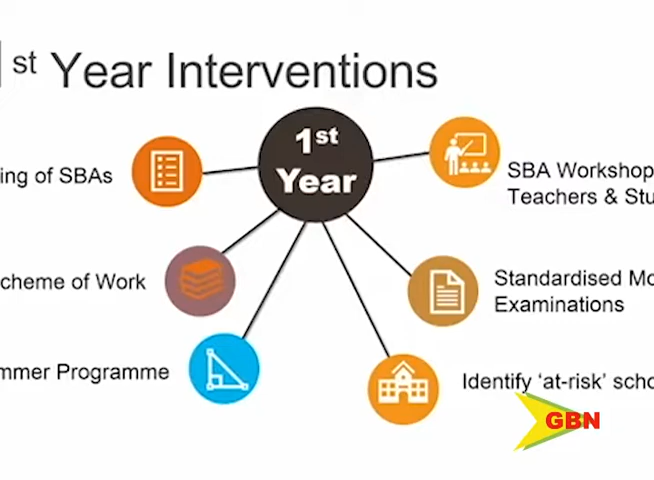 1st Year Interventions
1st
Year
ing of SBAs
SBA Workshop
Teachers & Stu
cheme of Work
Standardised Mo
Examinations
mmer Programme
Identify ‘at-risk’ scho
GBN